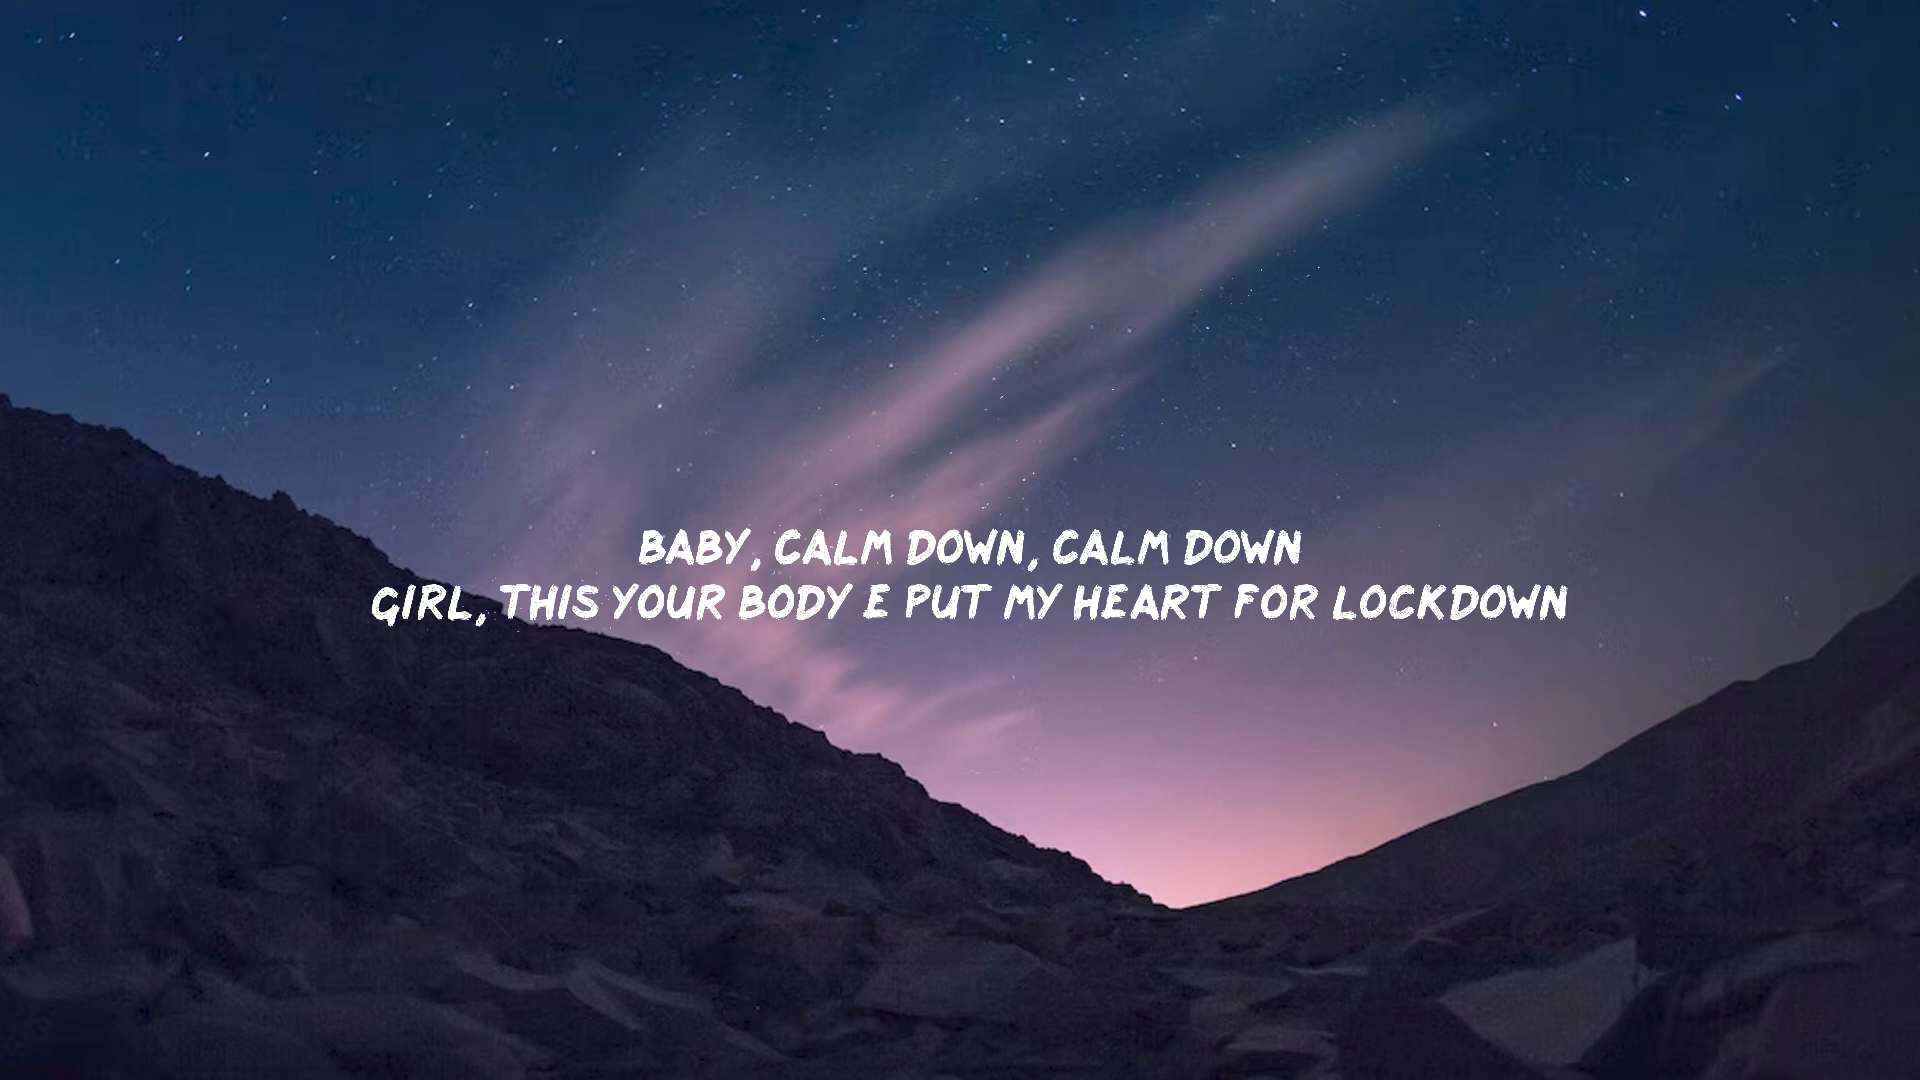 BABY, CALM DOWN, CALM DOWN
GIRL, THIS YOUR BODY E PUT MY HEART FOR LOCKDOWN